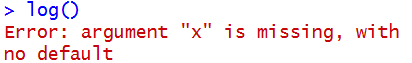 > log()
Error: argument "x" is missing, with
no default